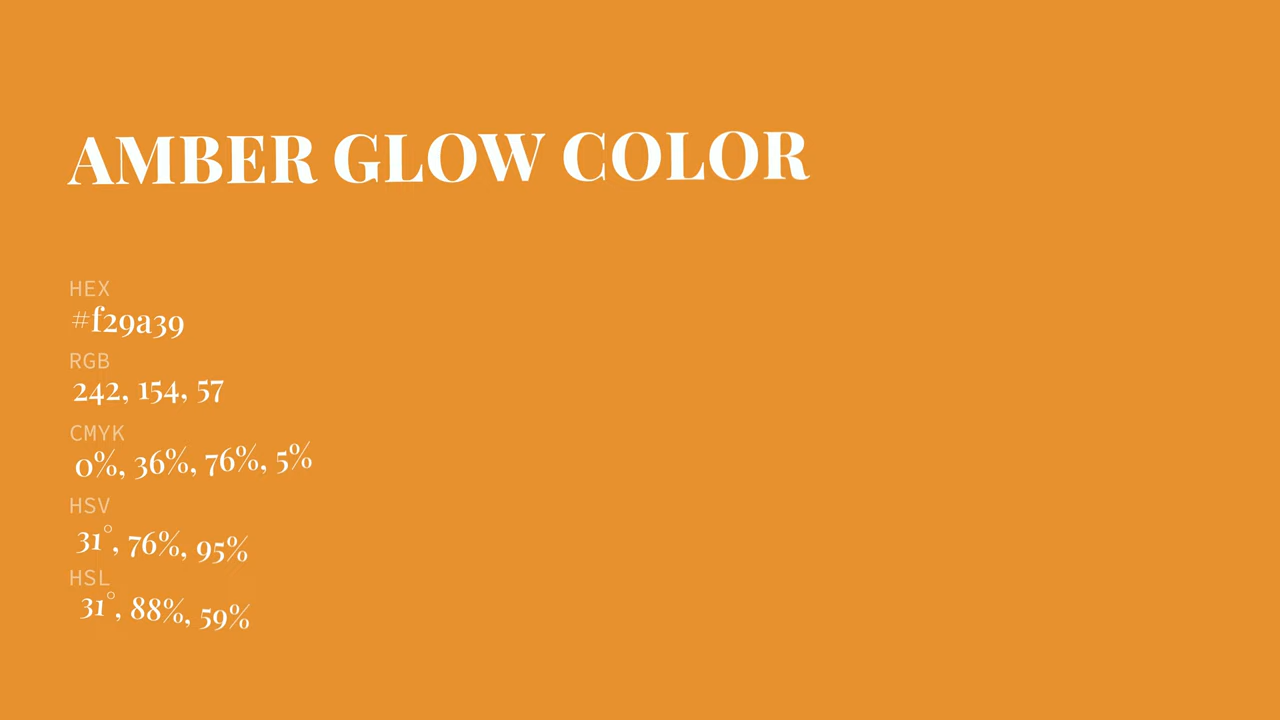 AMBER GLOW COLOR
HEX
#f29a39
RGB
242, 154, 57
CMYK
0%, 36%, 76%, 5%
HSV
31°, 76%, 95%
HSL
31°, 88%, 59%